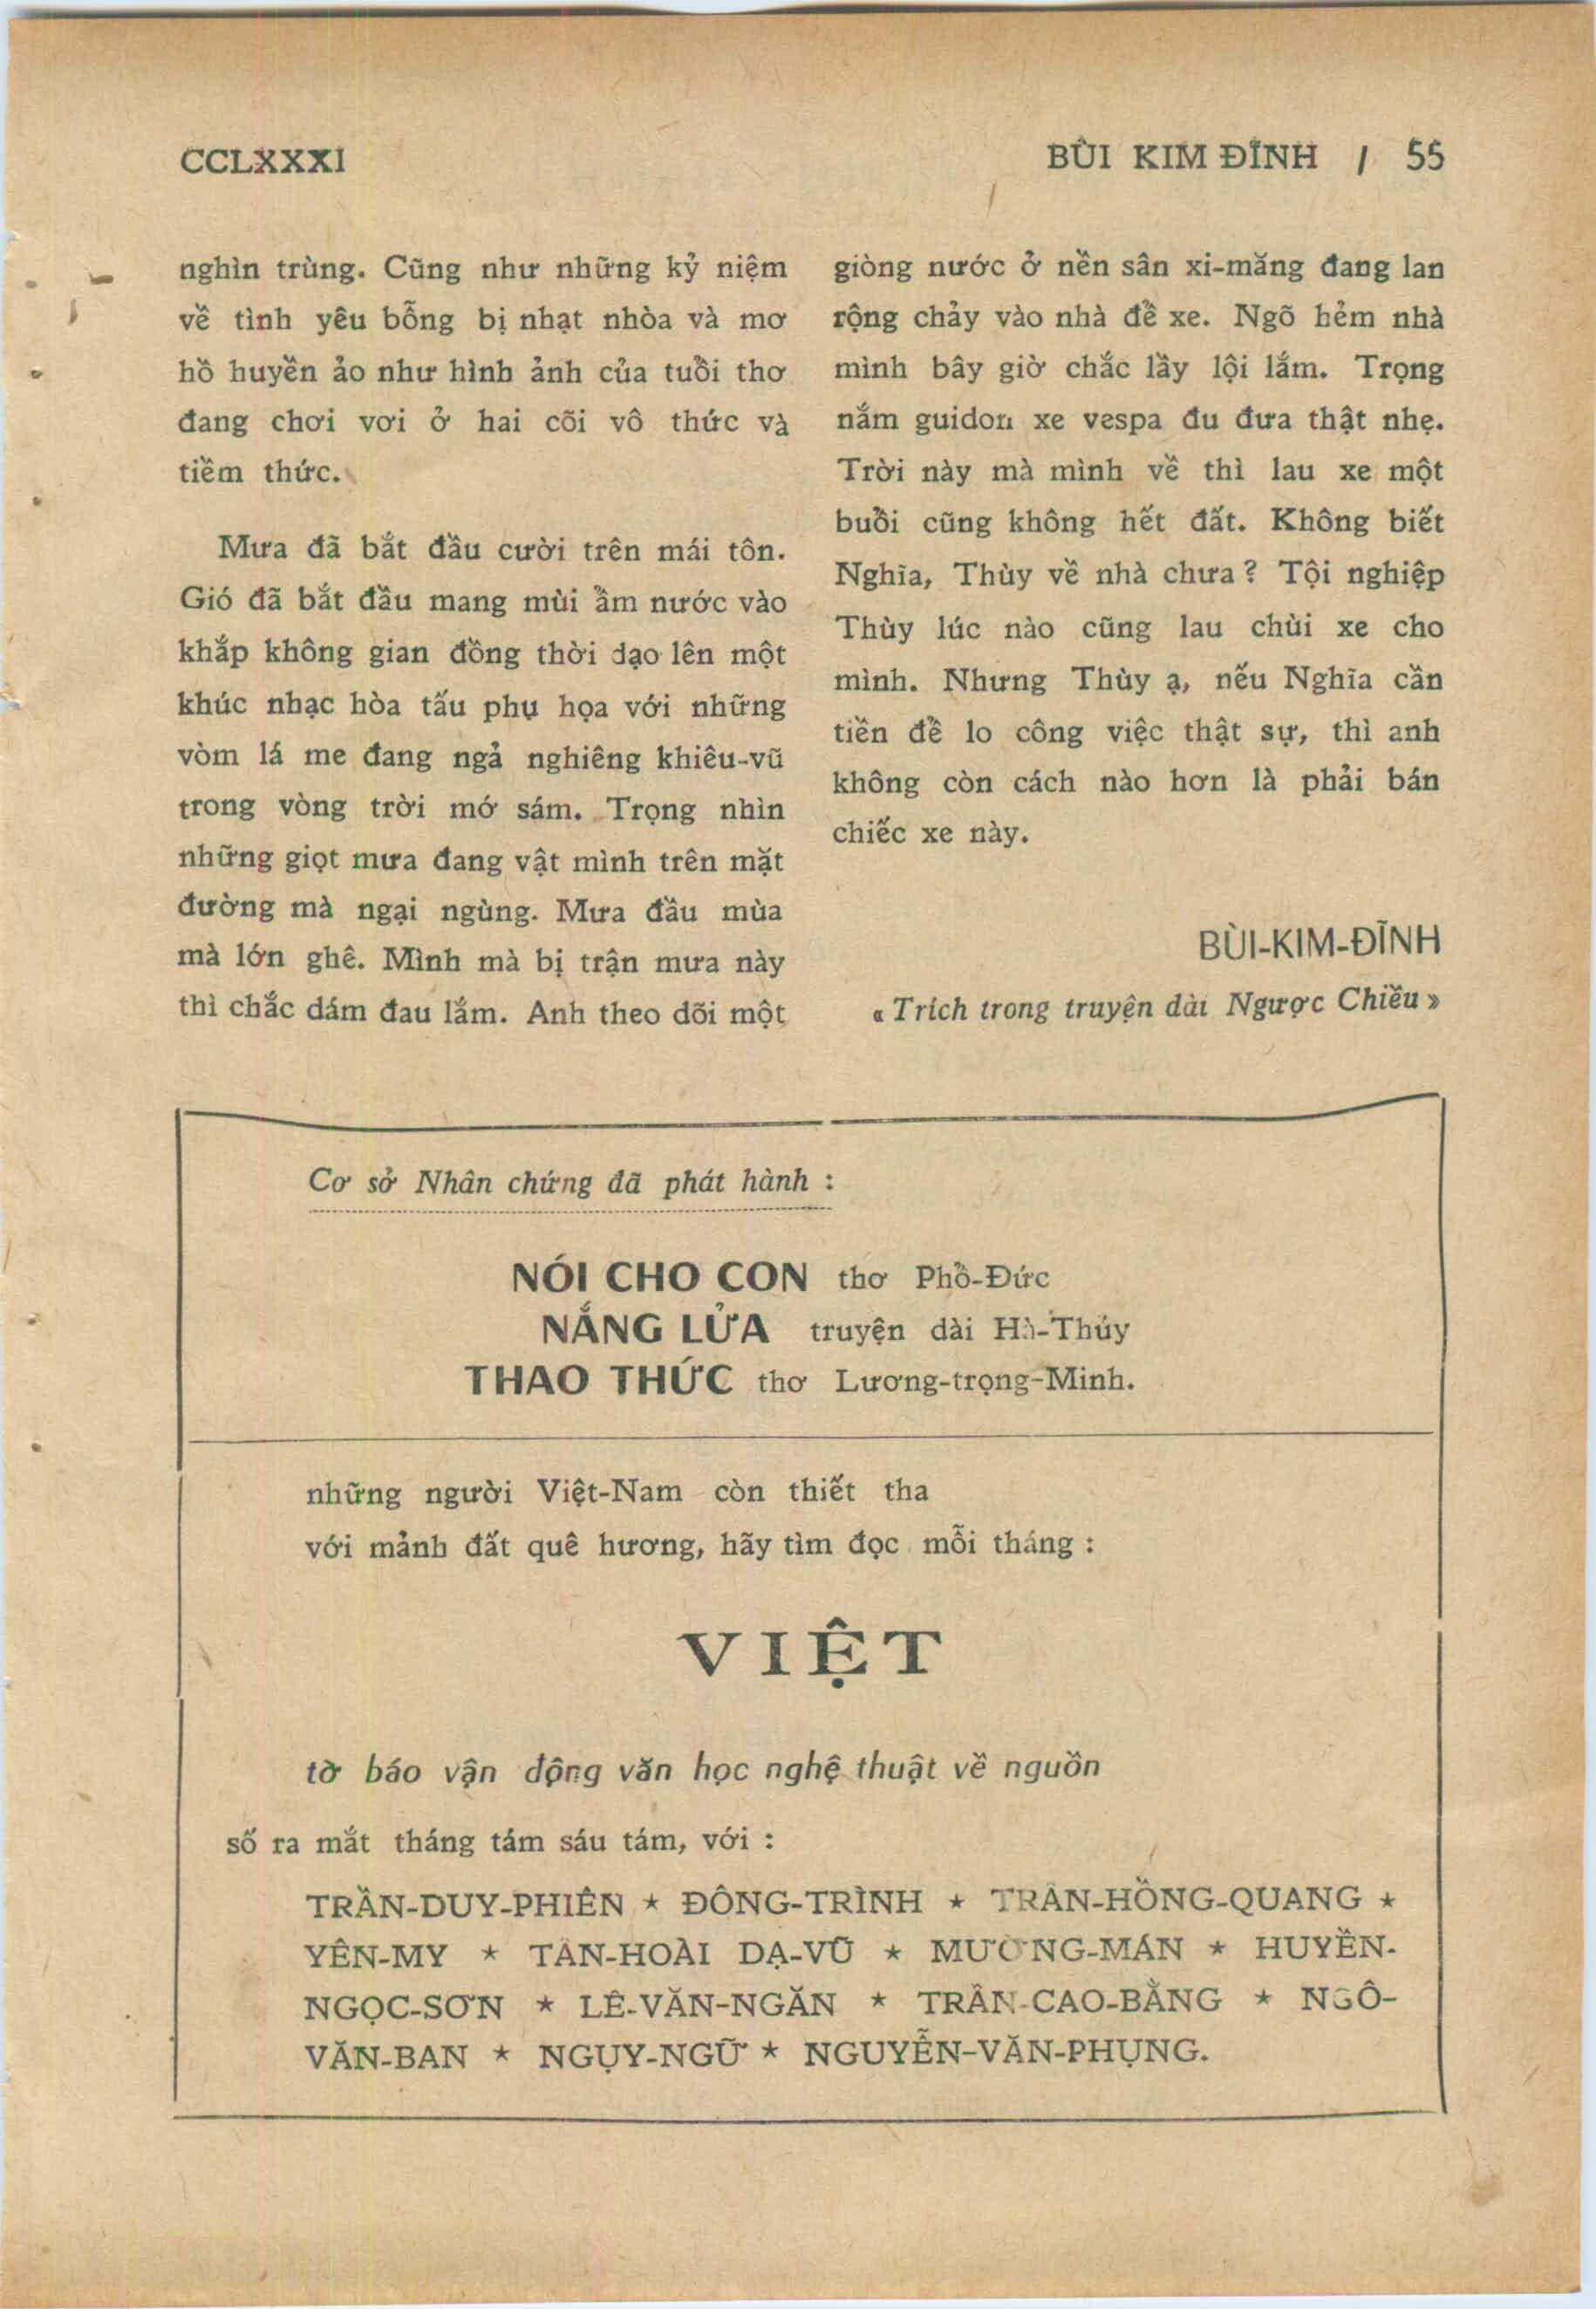 CCLXXXI
BÙI KIM ĐĨNH / 55
nghìn trùng. Cũng như những kỷ niệm
về tình yêu bỗng bị nhạt nhòa và mơ
hồ huyền ảo như hình ảnh của tuổi thơ
đang chơi vơi ở hai cõi vô thức và
tiềm thức.
Mưa đã bắt đầu cười trên mái tôn.
Gió đã bắt đầu mang mùi ẩm nước vào
khắp không gian đồng thời dạo lên một
khúc nhạc hòa tấu phụ họa với những
vòm lá me đang ngả nghiêng khiêu-vũ
trong vòng trời mớ sám. Trọng nhìn
những giọt mưa đang vật mình trên mặt
đường mà ngại ngùng. Mưa đầu mùa
mà lớn ghê. Mình mà bị trận mưa này
thì chắc dám đau lắm. Anh theo dõi một
giòng nước ở nền sân xi-măng đang lan
rộng chảy vào nhà để xe. Ngõ hẻm nhà
mình bây giờ chắc lầy lội lắm. Trọng
nắm guidon xe vespa đu đưa thật nhẹ.
Trời này mà mình về thì lau xe một
buổi cũng không hết đất. Không biết
Nghĩa, Thùy về nhà chưa? Tội nghiệp
Thùy lúc nào cũng lau chùi xe cho
mình. Nhưng Thùy ạ, nếu Nghĩa cần
tiền để lo công việc thật sự, thì anh
không còn cách nào hơn là phải bán
chiếc xe này.
BÙI-KIM-ĐĨNH
« Trích trong truyện dài Ngược Chiều »
Cơ sở Nhân chứng đã phát hành :
NÓI CHO CON thơ Phổ-Đức
NẮNG LỬA truyện dài Hà-Thúy
THAO THỨC thơ Lương-trọng-Minh.
những người Việt-Nam còn thiết tha
với mảnh đất quê hương, hãy tìm đọc mỗi tháng :
VIỆT
tờ báo vận động văn học nghệ thuật về nguồn
số ra mắt tháng tám sáu tám, với :
TRẦN-DUY-PHIÊN ★ ĐÔNG-TRÌNH ★ TRẦN-HỒNG-QUANG ★
YÊN-MY ★ TẦN-HOÀI DẠ-VŨ ★ MƯỜNG-MÁN ★ HUYỀN-
NGỌC-SƠN ★ LÊ-VĂN-NGĂN ★ TRẦN-CAO-BẰNG ★ NGÔ-
VĂN-BAN ★ NGỤY-NGỮ ★ NGUYỄN-VĂN-PHỤNG.